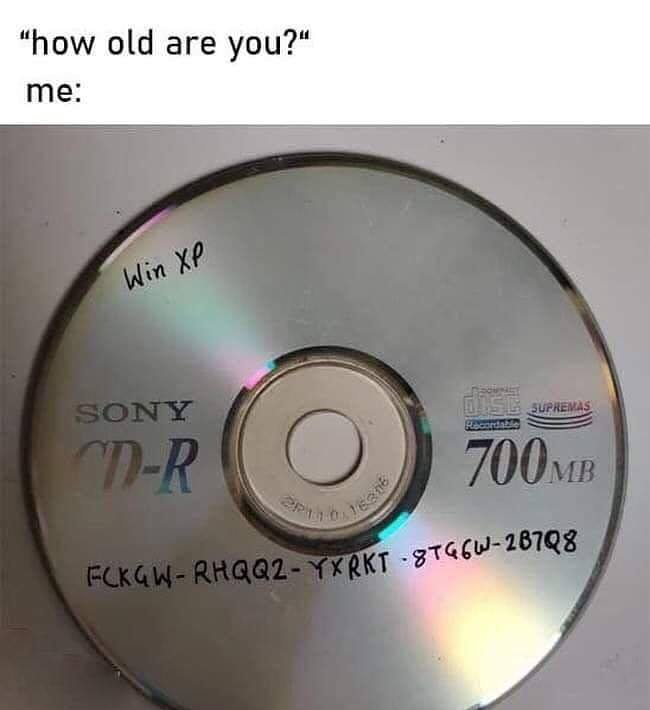 “how old are you?“
me:
Win XP
SONY
CD-R
COMPACT
disc
Recordable
SUPREMAS
700MB
FCKGW-RHQQ2-YXRKT-8TG6W-2B7Q8